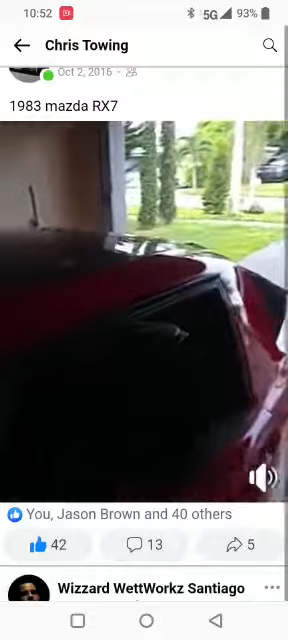 10:52 5G 93%
Chris Towing
Oct 2, 2016 ·
1983 mazda RX7
You, Jason Brown and 40 others
42 13 5
Wizzard WettWorkz Santiago